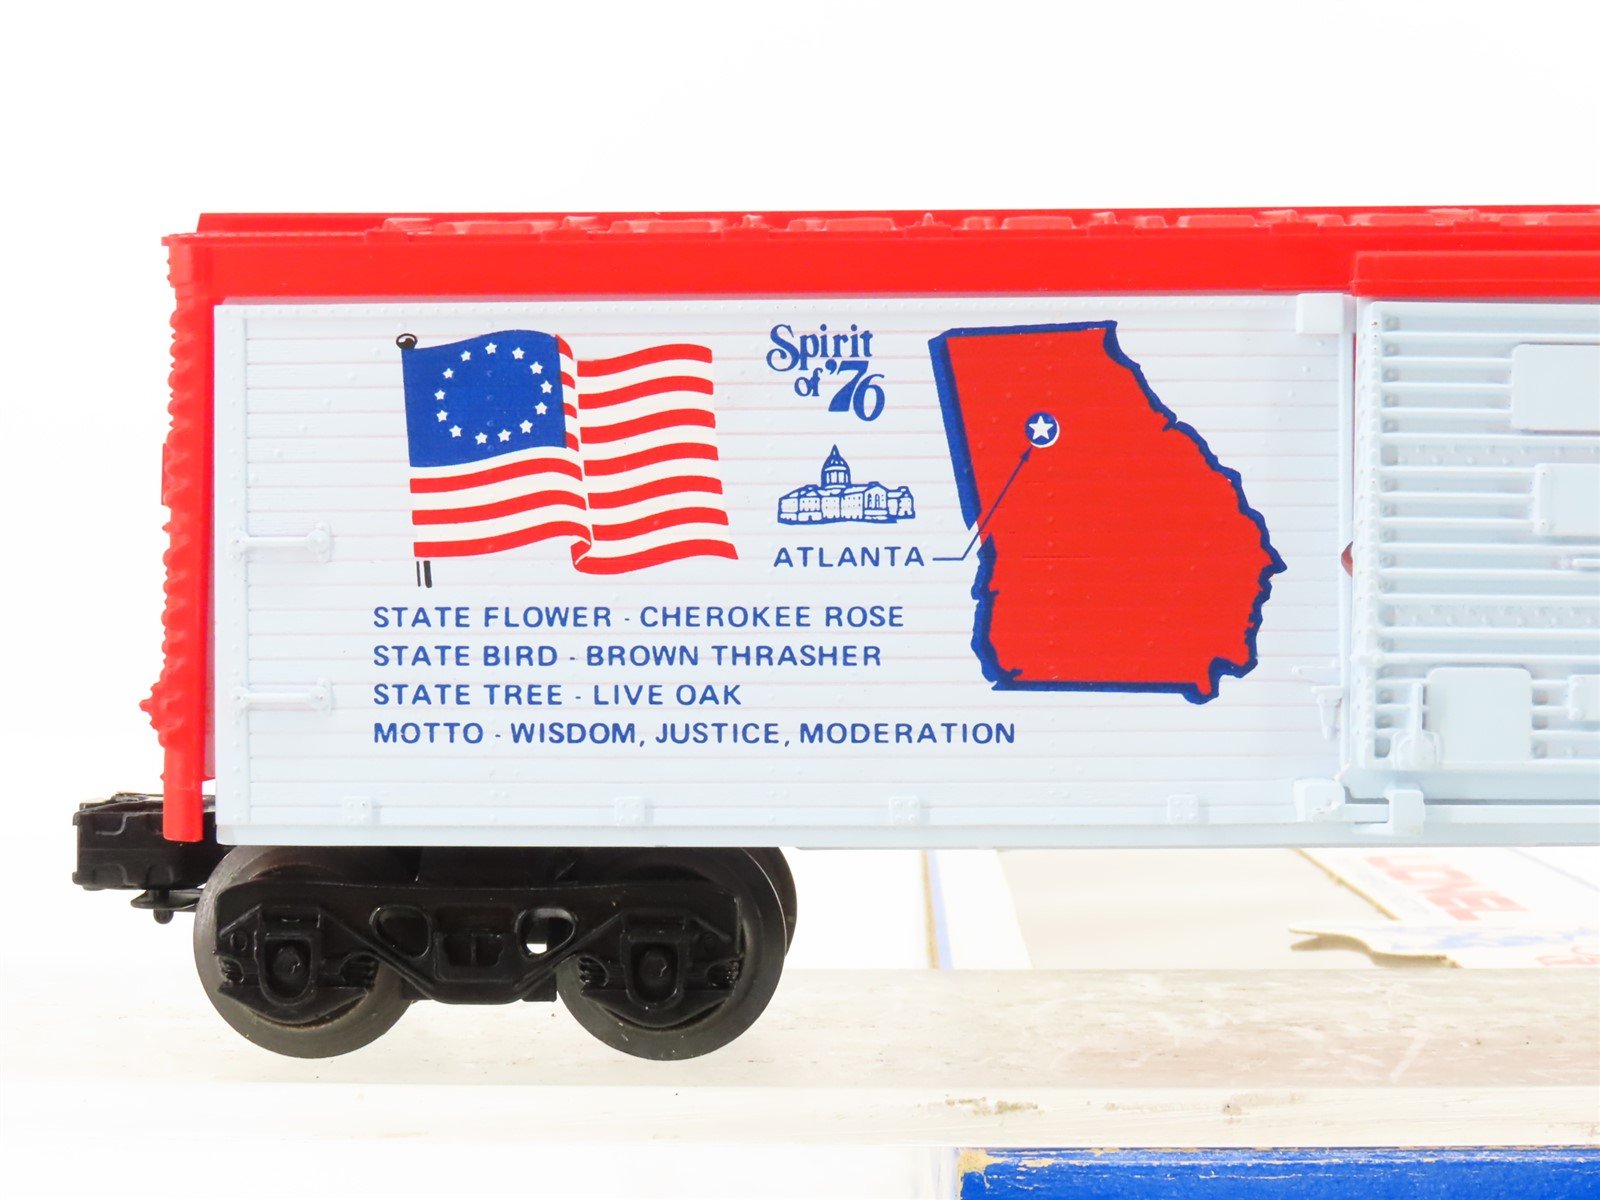 Spirit
of '76
ATLANTA
STATE FLOWER - CHEROKEE ROSE
STATE BIRD - BROWN THRASHER
STATE TREE - LIVE OAK
MOTTO - WISDOM, JUSTICE, MODERATION
LIONEL